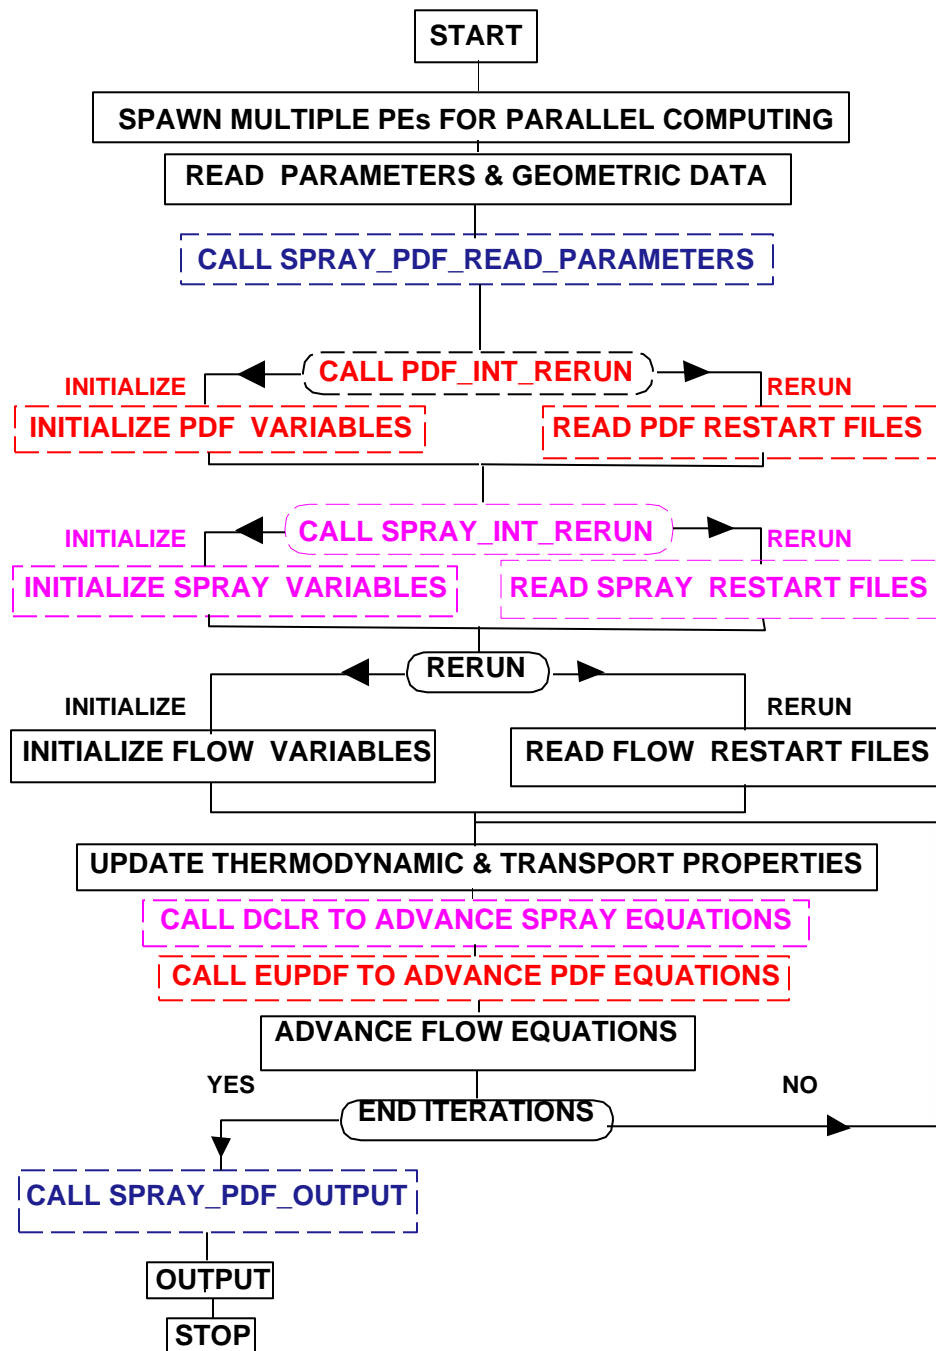 START
SPAWN MULTIPLE PEs FOR PARALLEL COMPUTING
READ PARAMETERS & GEOMETRIC DATA
CALL SPRAY_PDF_READ_PARAMETERS
CALL PDF_INT_RERUN
INITIALIZE RERUN
INITIALIZE PDF VARIABLES READ PDF RESTART FILES
CALL SPRAY_INT_RERUN
INITIALIZE RERUN
INITIALIZE SPRAY VARIABLES READ SPRAY RESTART FILES
RERUN
INITIALIZE RERUN
INITIALIZE FLOW VARIABLES READ FLOW RESTART FILES
UPDATE THERMODYNAMIC & TRANSPORT PROPERTIES
CALL DCLR TO ADVANCE SPRAY EQUATIONS
CALL EUPDF TO ADVANCE PDF EQUATIONS
ADVANCE FLOW EQUATIONS
YES NO
END ITERATIONS
CALL SPRAY_PDF_OUTPUT
OUTPUT
STOP